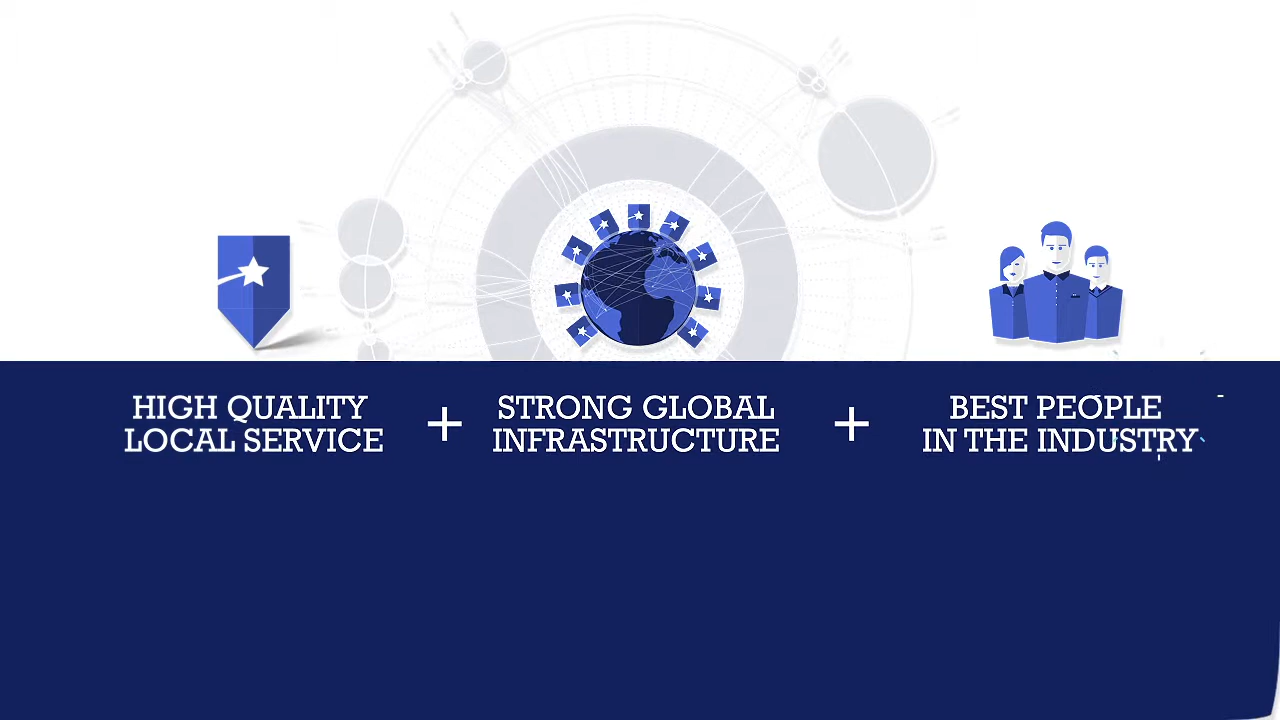 HIGH QUALITY
LOCAL SERVICE
+
STRONG GLOBAL
INFRASTRUCTURE
+
BEST PEOPLE
IN THE INDUSTRY